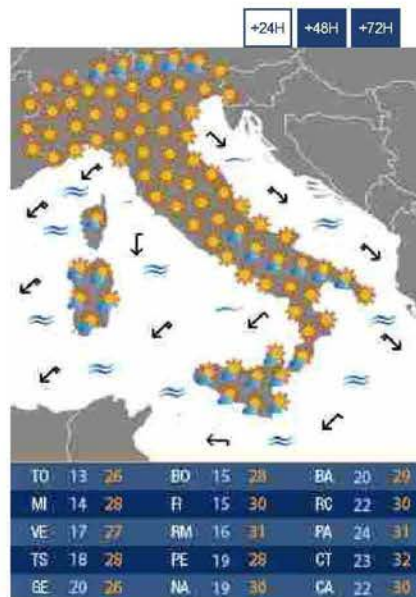 +24H +48H +72H
TO 13 26 BO 15 28 BA 20 29
MI 14 28 FI 15 30 RC 22 30
VE 17 27 RM 16 31 PA 24 31
TS 18 28 PE 19 28 CT 23 32
GE 20 26 NA 19 30 CA 22 30